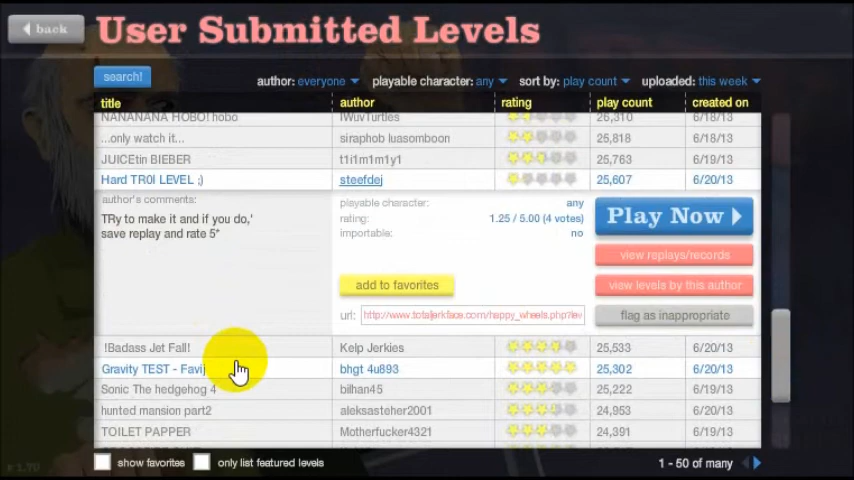 back
User Submitted Levels
search!
author: everyone playable character: any sort by: play count uploaded: this week
title author rating play count created on
NANANANA HOBO! hobo IWuvTurtles 26,310 6/18/13
...only watch it... siraphob luasomboon 25,818 6/18/13
JUICEtin BIEBER t1i1m1m1y1 25,763 6/19/13
Hard TR0l LEVEL ;) steefdej 25,607 6/20/13
author's comments:
TRy to make it and if you do,'
save replay and rate 5*
playable character: any
rating: 1.25 / 5.00 (4 votes)
importable: no
add to favorites
url: http://www.totaljerkface.com/happy_wheels.php?lev
Play Now
view replays/records
view levels by this author
flag as inappropriate
!Badass Jet Fall! Kelp Jerkies 25,533 6/20/13
Gravity TEST - Favij bhgt 4u893 25,302 6/20/13
Sonic The hedgehog 4 bilhan45 25,222 6/19/13
hunted mansion part2 aleksasteher2001 24,953 6/20/13
TOILET PAPPER Motherfucker4321 24,391 6/19/13
show favorites only list featured levels 1 - 50 of many